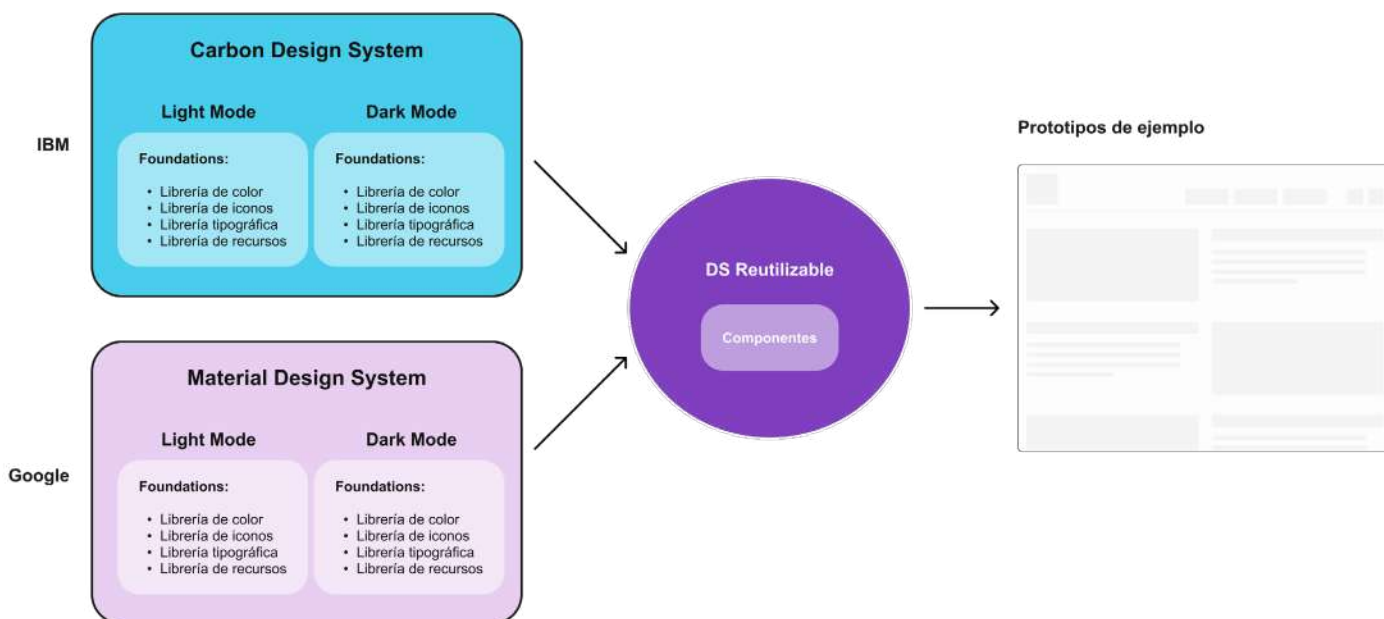 Carbon Design System
IBM
Light Mode
Foundations:
• Librería de color
• Librería de iconos
• Librería tipográfica
• Librería de recursos
Dark Mode
Foundations:
• Librería de color
• Librería de iconos
• Librería tipográfica
• Librería de recursos
Material Design System
Google
Light Mode
Foundations:
• Librería de color
• Librería de iconos
• Librería tipográfica
• Librería de recursos
Dark Mode
Foundations:
• Librería de color
• Librería de iconos
• Librería tipográfica
• Librería de recursos
DS Reutilizable
Componentes
Prototipos de ejemplo